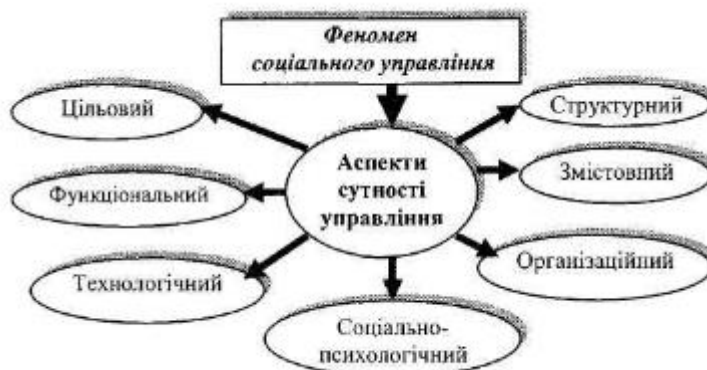 Феномен
соціального управління
Цільовий
Структурний
Аспекти
сутності
управління
Функціональний
Змістовний
Технологічний
Організаційний
Соціально-
психологічний